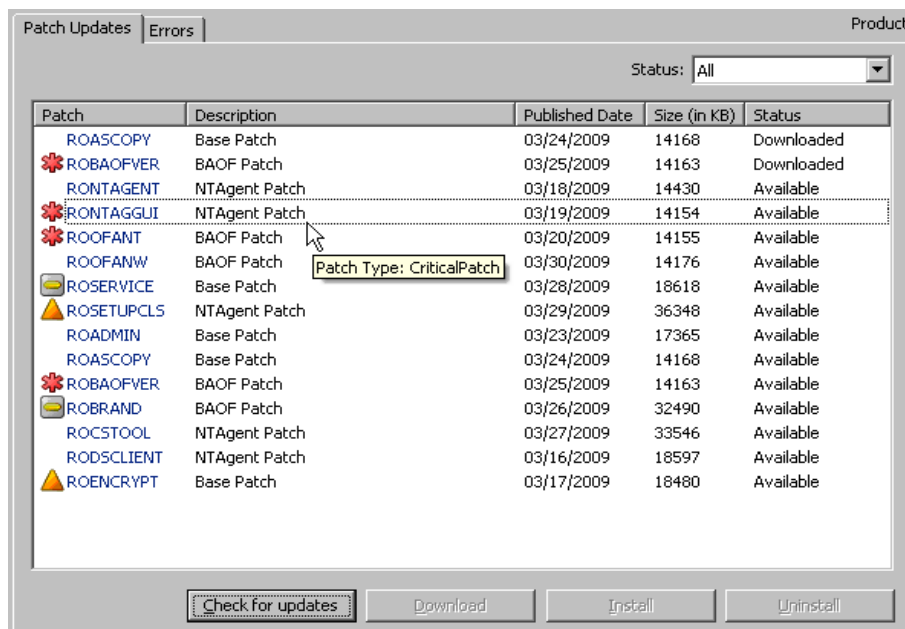 Patch Updates Errors Product
Status: All
Patch Description Published Date Size (in KB) Status
ROASCOPY Base Patch 03/24/2009 14168 Downloaded
ROBAOFVER BAOF Patch 03/25/2009 14163 Downloaded
RONTAGENT NTAgent Patch 03/18/2009 14430 Available
RONTAGGUI NTAgent Patch 03/19/2009 14154 Available
ROOFANT BAOF Patch 03/20/2009 14155 Available
ROOFANW BAOF Patch 03/30/2009 14176 Available
Patch Type: CriticalPatch
ROSERVICE Base Patch 03/28/2009 18618 Available
ROSETUPCLS NTAgent Patch 03/29/2009 36348 Available
ROADMIN Base Patch 03/23/2009 17365 Available
ROASCOPY Base Patch 03/24/2009 14168 Available
ROBAOFVER BAOF Patch 03/25/2009 14163 Available
ROBRAND BAOF Patch 03/26/2009 32490 Available
ROCSTOOL NTAgent Patch 03/27/2009 33546 Available
RODSCLIENT NTAgent Patch 03/16/2009 18597 Available
ROENCRYPT Base Patch 03/17/2009 18480 Available
Check for updates Download Install Uninstall